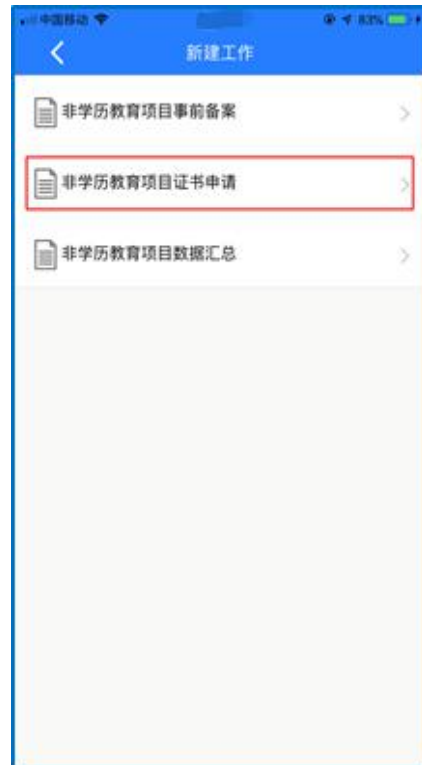 中国移动 83%
新建工作
非学历教育项目事前备案
非学历教育项目证书申请
非学历教育项目数据汇总